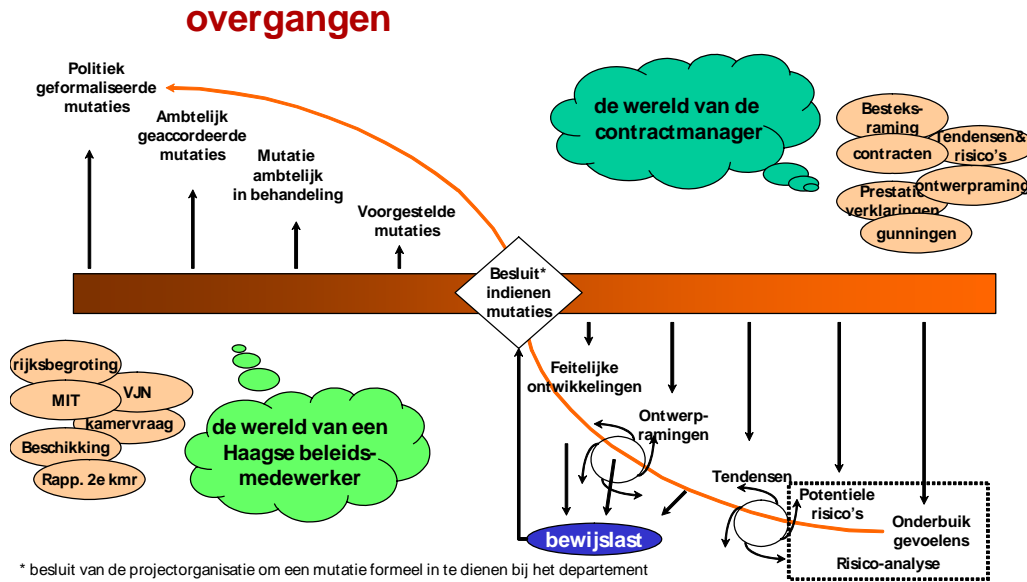 overgangen
Politiek
geformaliseerde
mutaties
Ambtelijk
geaccordeerde
mutaties
Mutatie
ambtelijk
in behandeling
Voorgestelde
mutaties
de wereld van de
contractmanager
Besteks-
raming
contracten
Tendensen&
risico's
ontwerpraming
Prestatie
verklaringen
gunningen
Besluit*
indienen
mutaties
rijksbegroting
MIT
VJN
kamervraag
Beschikking
Rapp. 2e kmr
de wereld van een
Haagse beleids-
medewerker
Feitelijke
ontwikkelingen
Ontwerp-
ramingen
Tendensen
Potentiele
risico's
Onderbuik
gevoelens
Risico-analyse
bewijslast
* besluit van de projectorganisatie om een mutatie formeel in te dienen bij het departement